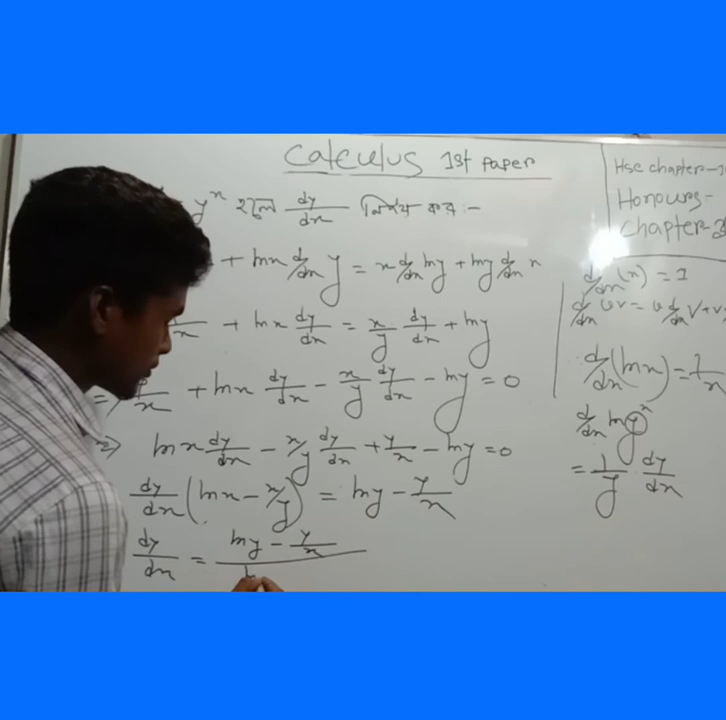 Calculus 1st Paper
y^x হলে dy/dx নির্ণয় কর :-
+ lnx d/dx y = x d/dx lny + lny d/dx x
/x + lnx dy/dx = x/y dy/dx + lny
=> y/x + lnx dy/dx - x/y dy/dx - lny = 0
=> lnx dy/dx - x/y dy/dx + y/x - lny = 0
dy/dx (lnx - x/y) = lny - y/x
dy/dx = lny - y/x
Hsc chapter-
Honours-
Chapter-
d/dx (x) = 1
d/dx uv = u d/dx v + v
d/dx (lnx) = 1/x
d/dx lny
= 1/y dy/dx